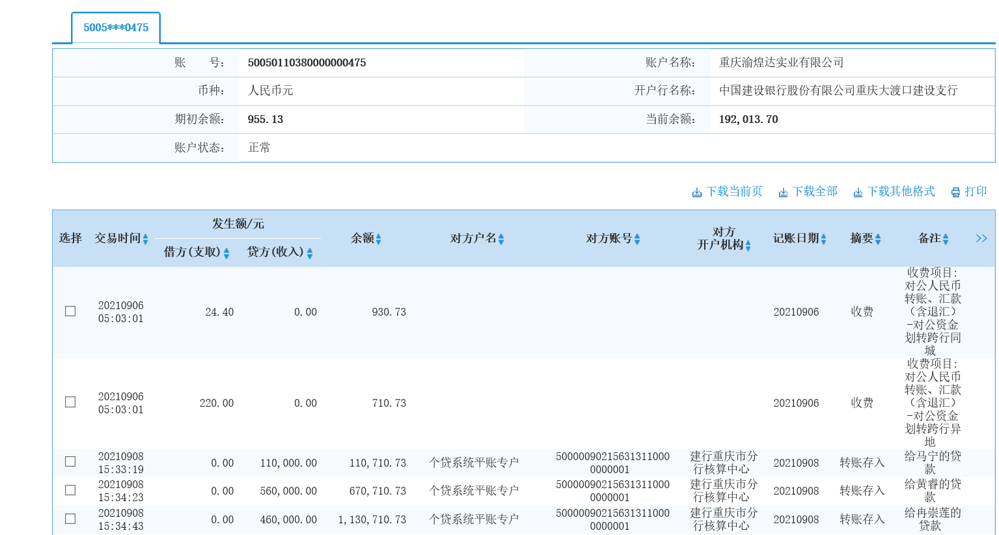 5005***0475
账　　号： 50050110380000000475 账户名称： 重庆渝煌达实业有限公司
币种： 人民币元 开户行名称： 中国建设银行股份有限公司重庆大渡口建设支行
期初余额： 955.13 当前余额： 192,013.70
账户状态： 正常
下载当前页 下载全部 下载其他格式 打印
选择 交易时间 发生额/元 余额 对方户名 对方账号 对方 记账日期 摘要 备注 >>
开户机构
借方(支取) 贷方(收入)
20210906 24.40 0.00 930.73 20210906 收费 收费项目:
05:03:01 对公人民币
转账、汇款
（含退汇）
-对公资金
划转跨行同
城
20210906 220.00 0.00 710.73 20210906 收费 收费项目:
05:03:01 对公人民币
转账、汇款
（含退汇）
-对公资金
划转跨行异
地
20210908 0.00 110,000.00 110,710.73 个贷系统平账专户 50000090215631311000 建行重庆市分 20210908 转账存入 给马宁的贷
15:33:19 0000001 行核算中心 款
20210908 0.00 560,000.00 670,710.73 个贷系统平账专户 50000090215631311000 建行重庆市分 20210908 转账存入 给黄睿的贷
15:34:23 0000001 行核算中心 款
20210908 0.00 460,000.00 1,130,710.73 个贷系统平账专户 50000090215631311000 建行重庆市分 20210908 转账存入 给冉崇莲的
15:34:43 0000001 行核算中心 贷款